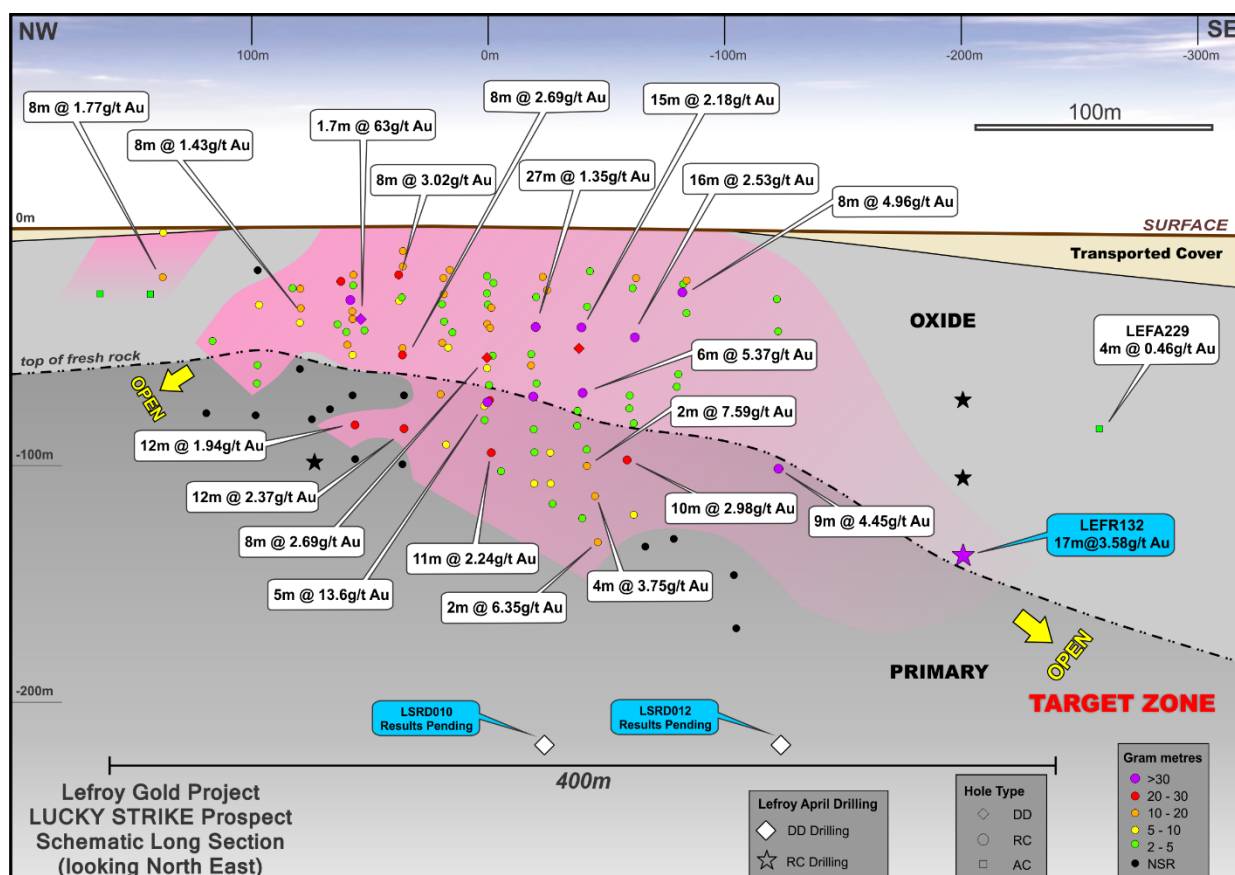 NW
SE
100m
0m
-100m
-200m
-300m
100m
8m @ 1.77g/t Au
8m @ 1.43g/t Au
1.7m @ 63g/t Au
8m @ 2.69g/t Au
8m @ 3.02g/t Au
15m @ 2.18g/t Au
27m @ 1.35g/t Au
16m @ 2.53g/t Au
8m @ 4.96g/t Au
0m
SURFACE
Transported Cover
OXIDE
LEFA229
4m @ 0.46g/t Au
top of fresh rock
OPEN
6m @ 5.37g/t Au
2m @ 7.59g/t Au
12m @ 1.94g/t Au
-100m
12m @ 2.37g/t Au
10m @ 2.98g/t Au
9m @ 4.45g/t Au
8m @ 2.69g/t Au
11m @ 2.24g/t Au
5m @ 13.6g/t Au
2m @ 6.35g/t Au
4m @ 3.75g/t Au
LEFR132
17m@3.58g/t Au
OPEN
PRIMARY
TARGET ZONE
-200m
LSRD010
Results Pending
LSRD012
Results Pending
400m
Lefroy Gold Project
LUCKY STRIKE Prospect
Schematic Long Section
(looking North East)
Lefroy April Drilling
DD Drilling
RC Drilling
Hole Type
DD
RC
AC
Gram metres
>30
20 - 30
10 - 20
5 - 10
2 - 5
NSR